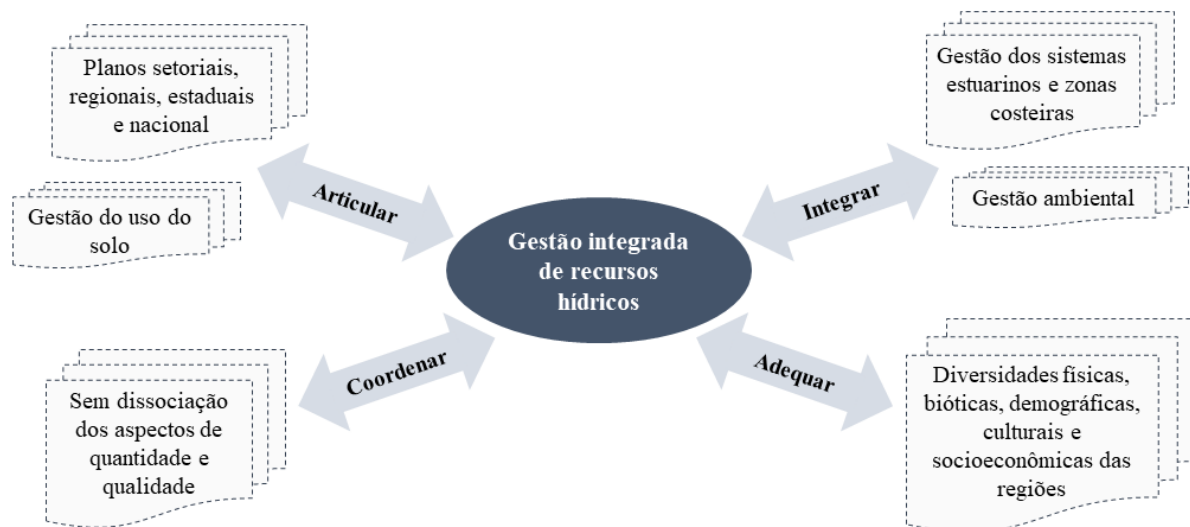 Planos setoriais,
regionais, estaduais
e nacional
Gestão do uso do
solo
Articular
Gestão dos sistemas
estuarinos e zonas
costeiras
Gestão ambiental
Integrar
Gestão integrada
de recursos
hídricos
Coordenar
Sem dissociação
dos aspectos de
quantidade e
qualidade
Adequar
Diversidades físicas,
bióticas, demográficas,
culturais e
socioeconômicas das
regiões